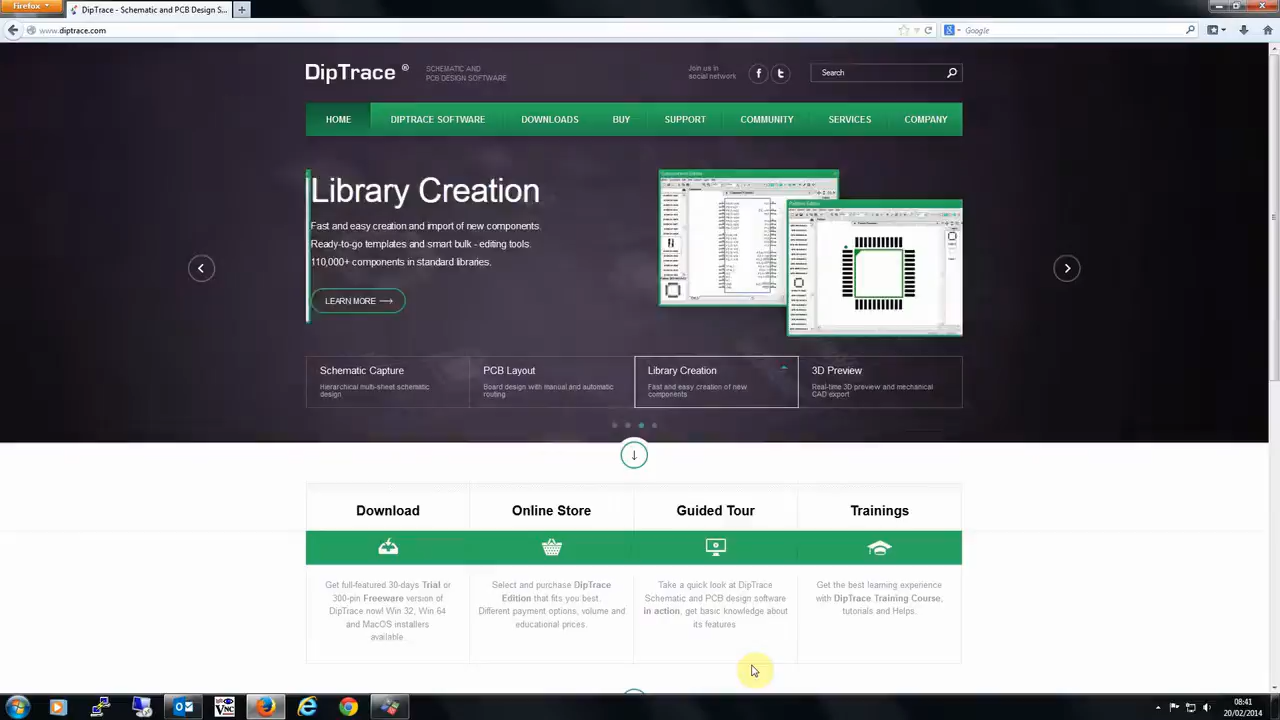 Firefox
DipTrace - Schematic and PCB Design S...
www.diptrace.com
Google
DipTrace ®
SCHEMATIC AND
PCB DESIGN SOFTWARE
Join us in
social network
Search
HOME
DIPTRACE SOFTWARE
DOWNLOADS
BUY
SUPPORT
COMMUNITY
SERVICES
COMPANY
Library Creation
Fast and easy creation and import new components
Ready-to-use templates and smart
110,000+ components in standard libraries
LEARN MORE
Schematic Capture
Hierarchical multi-sheet schematic
design
PCB Layout
Board design with manual and automatic
routing
Library Creation
Fast and easy creation of new
components
3D Preview
Real-time 3D preview and mechanical
CAD export
Download
Online Store
Guided Tour
Trainings
Get full-featured 30-days Trial or
300-pin Freeware version of
DipTrace now! Win 32, Win 64
and MacOS installers
available.
Select and purchase DipTrace
Edition that fits you best.
Different payment options, volume and
educational prices.
Take a quick look at DipTrace
Schematic and PCB design software
in action, get basic knowledge about
its features
Get the best learning experience
with DipTrace Training Course,
tutorials and Helps.
VNC
08:41
20/02/2014